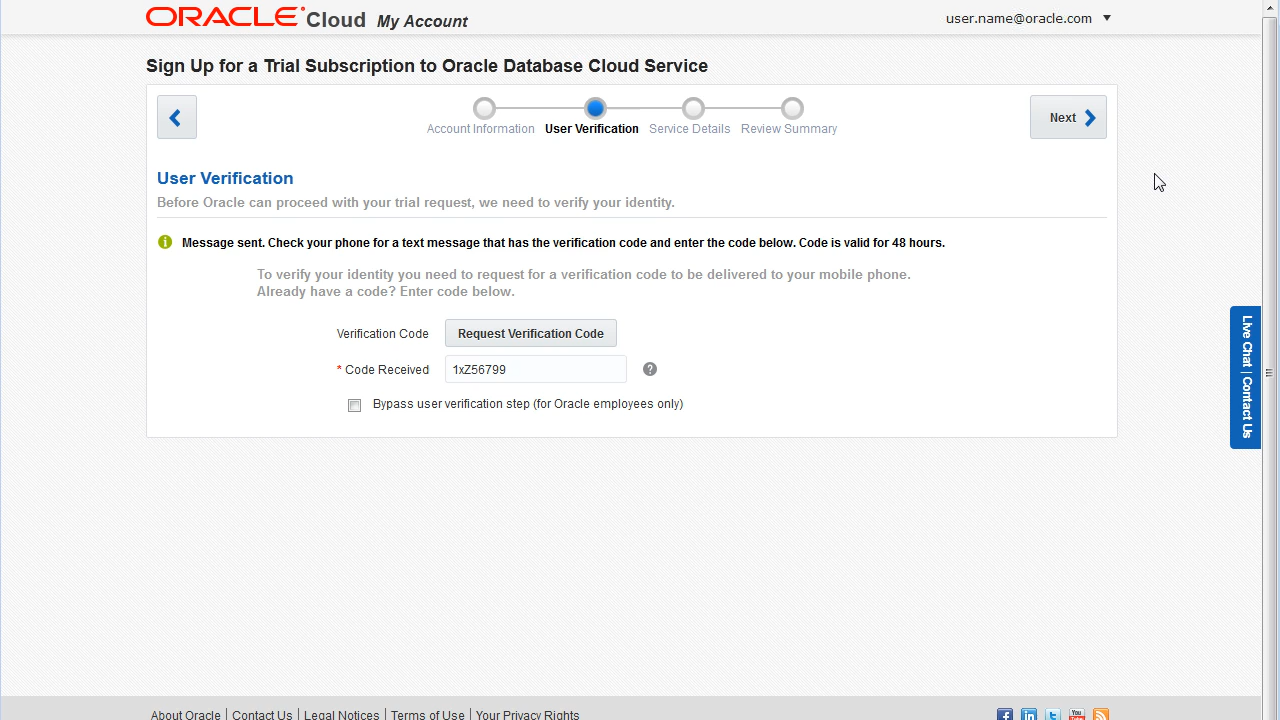 ORACLE Cloud My Account
user.name@oracle.com
Sign Up for a Trial Subscription to Oracle Database Cloud Service
Account Information User Verification Service Details Review Summary
Next
User Verification
Before Oracle can proceed with your trial request, we need to verify your identity.
Message sent. Check your phone for a text message that has the verification code and enter the code below. Code is valid for 48 hours.
To verify your identity you need to request for a verification code to be delivered to your mobile phone.
Already have a code? Enter code below.
Verification Code Request Verification Code
* Code Received 1xZ56799 ?
Bypass user verification step (for Oracle employees only)
Live Chat | Contact Us
About Oracle | Contact Us | Legal Notices | Terms of Use | Your Privacy Rights